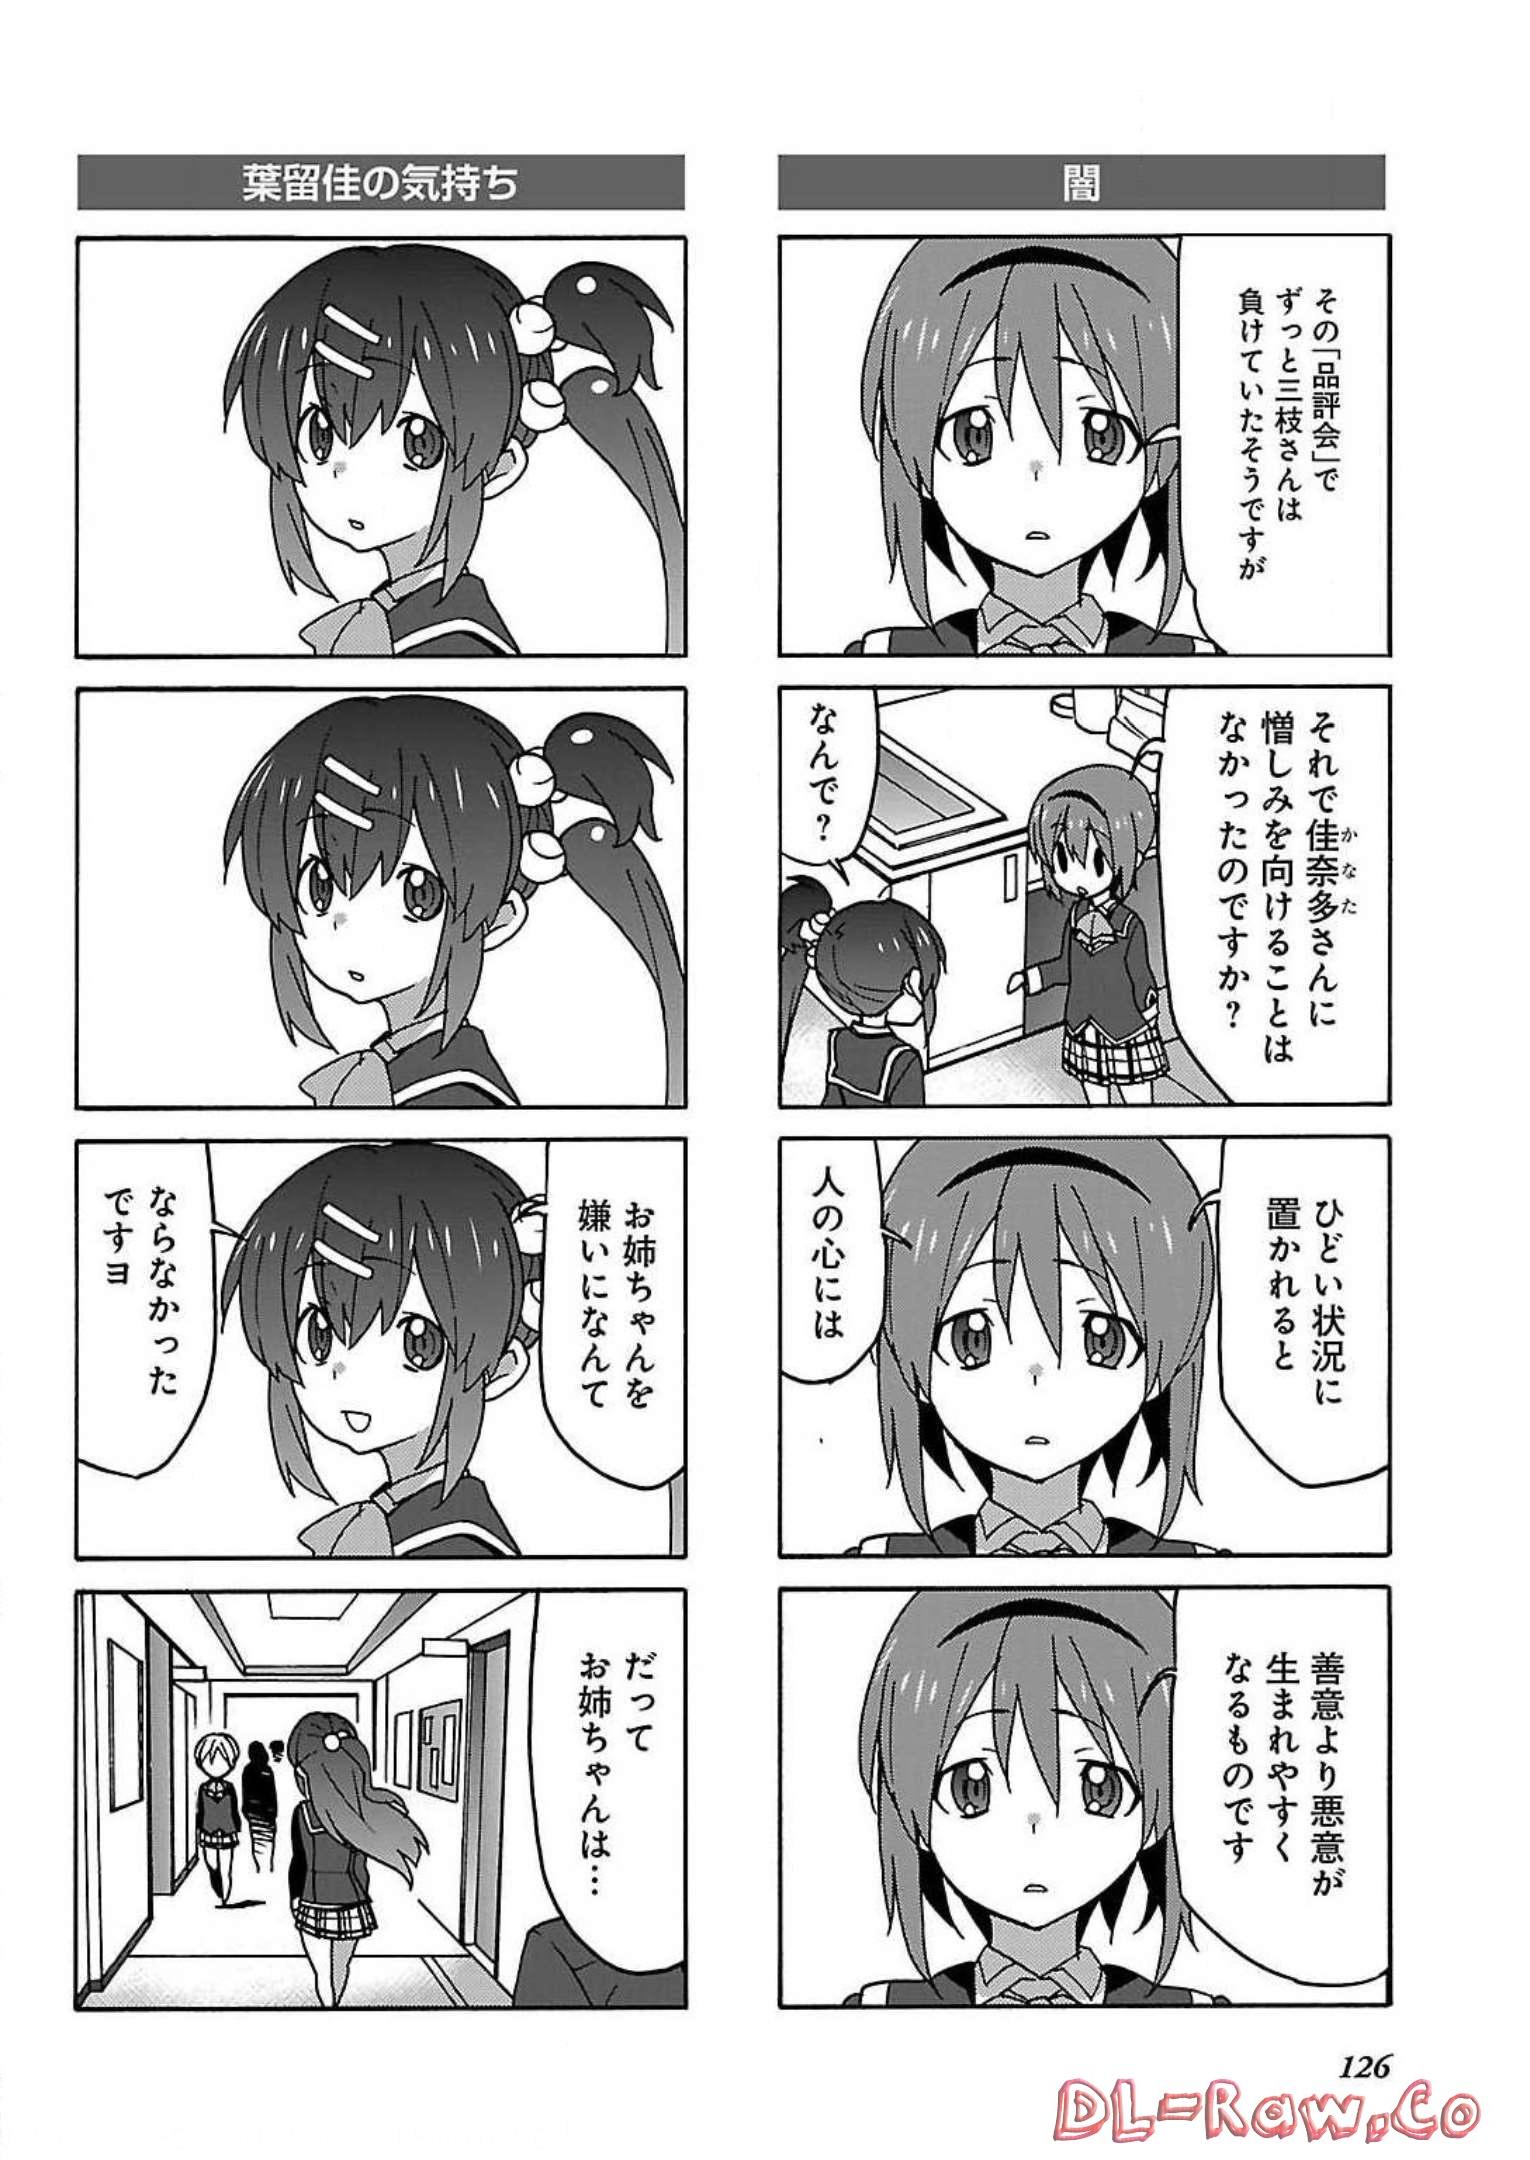 闇
その「品評会」で
ずっと三枝さんは
負けていたそうですが
それで佳奈多さんに
かなた
憎しみを向けることは
なかったのですか？
なんで？
ひどい状況に
置かれると
人の心には
善意より悪意が
生まれやすく
なるものです
葉留佳の気持ち
お姉ちゃんを
嫌いになんて
ならなかった
ですヨ
だって
お姉ちゃんは…
126
DL-Raw.Co